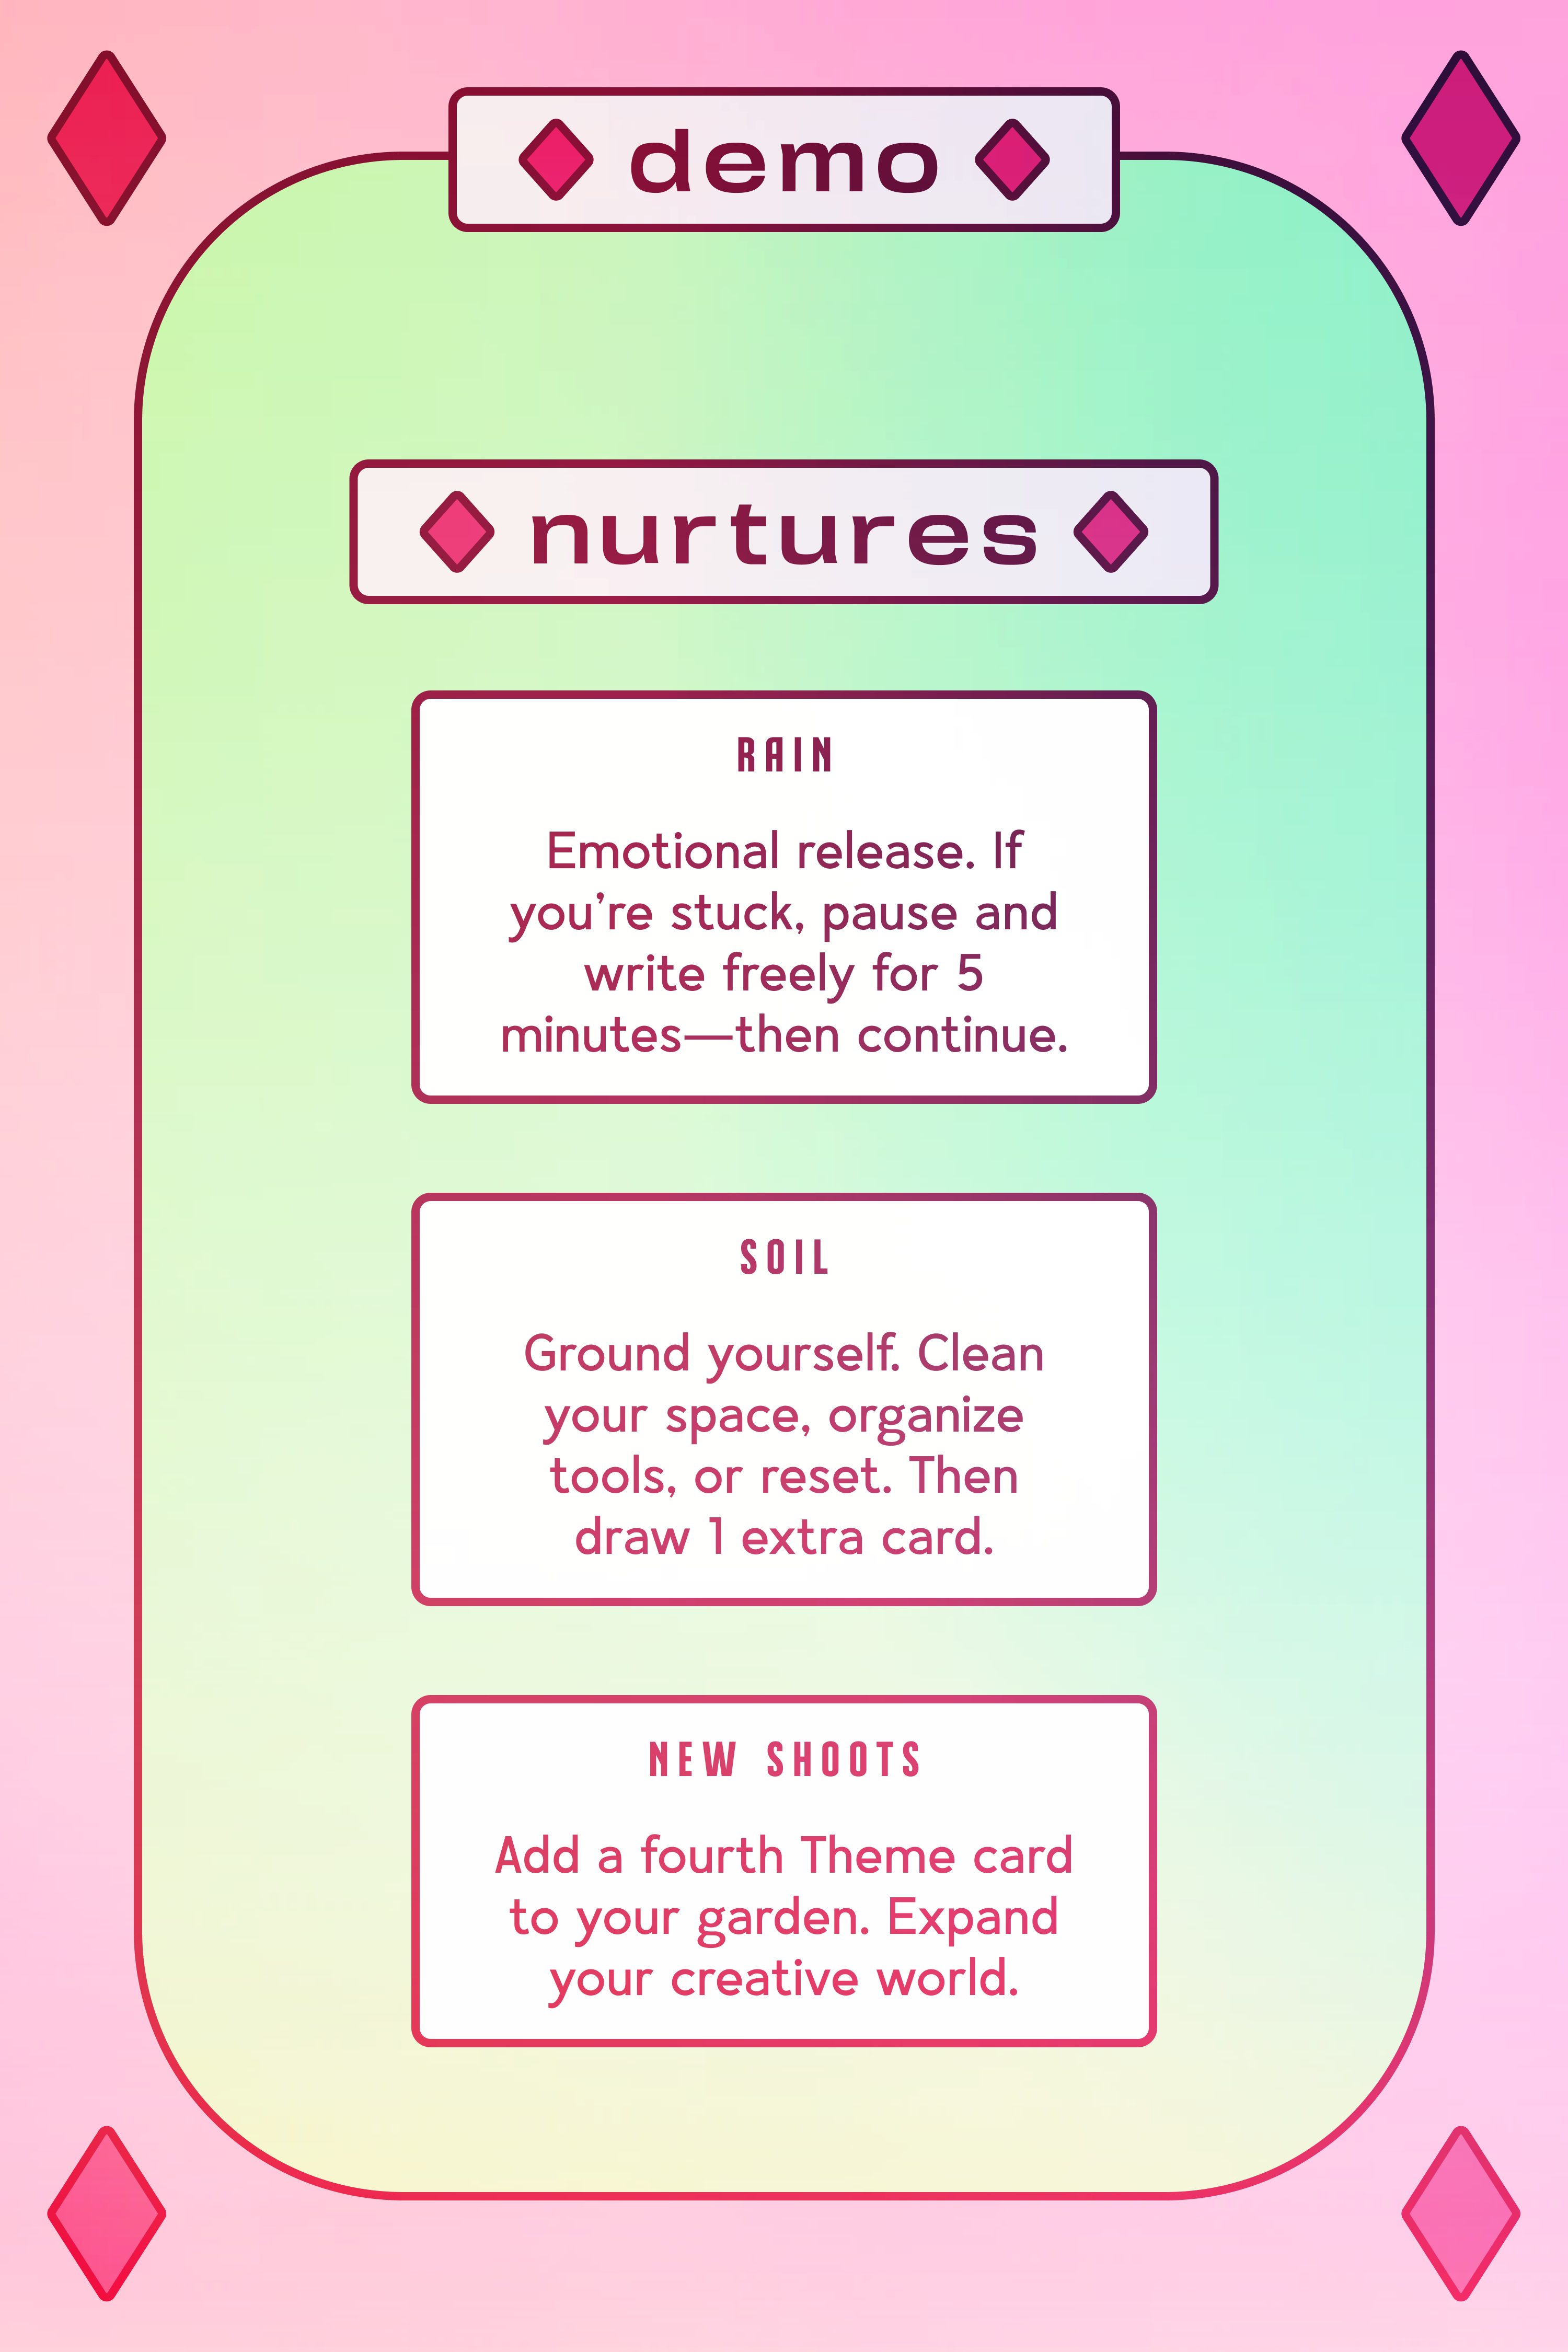 demo
nurtures
RAIN
Emotional release. If
you’re stuck, pause and
write freely for 5
minutes—then continue.
SOIL
Ground yourself. Clean
your space, organize
tools, or reset. Then
draw 1 extra card.
NEW SHOOTS
Add a fourth Theme card
to your garden. Expand
your creative world.